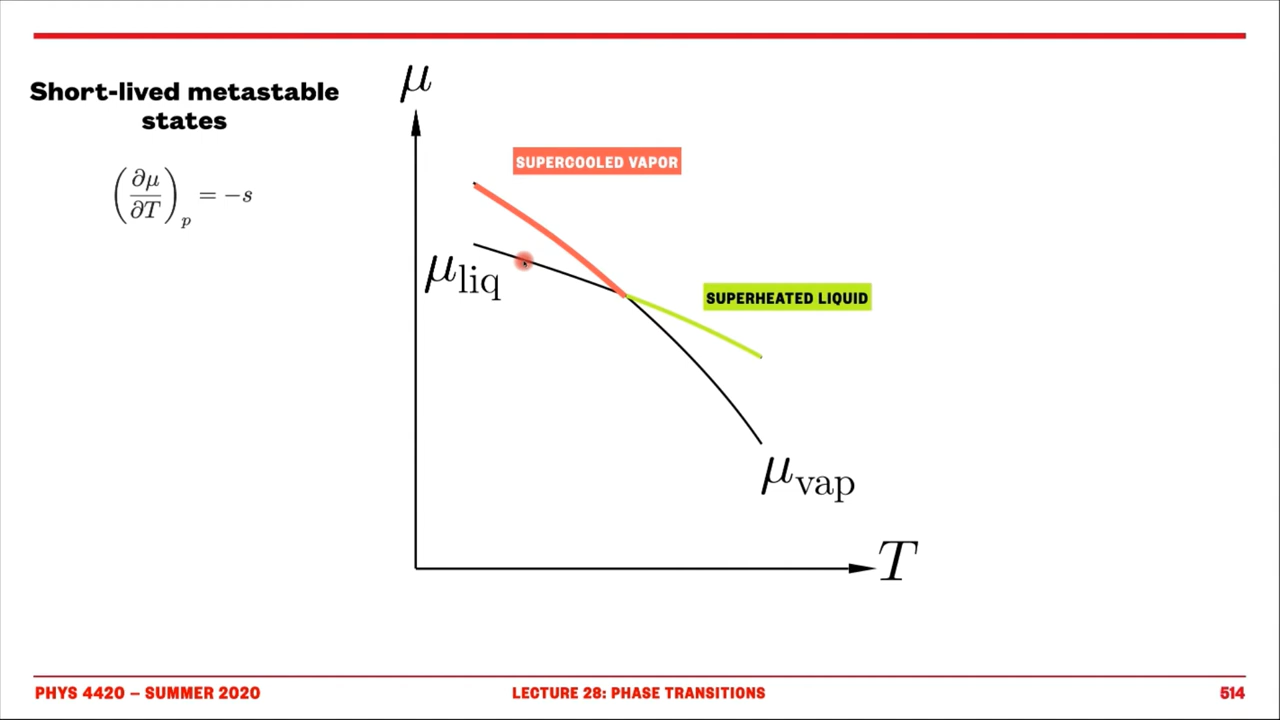 Short-lived metastable
states
(∂μ/∂T)_p = −s
μ
SUPERCOOLED VAPOR
μ_liq
SUPERHEATED LIQUID
μ_vap
T
PHYS 4420 – SUMMER 2020
LECTURE 28: PHASE TRANSITIONS
514